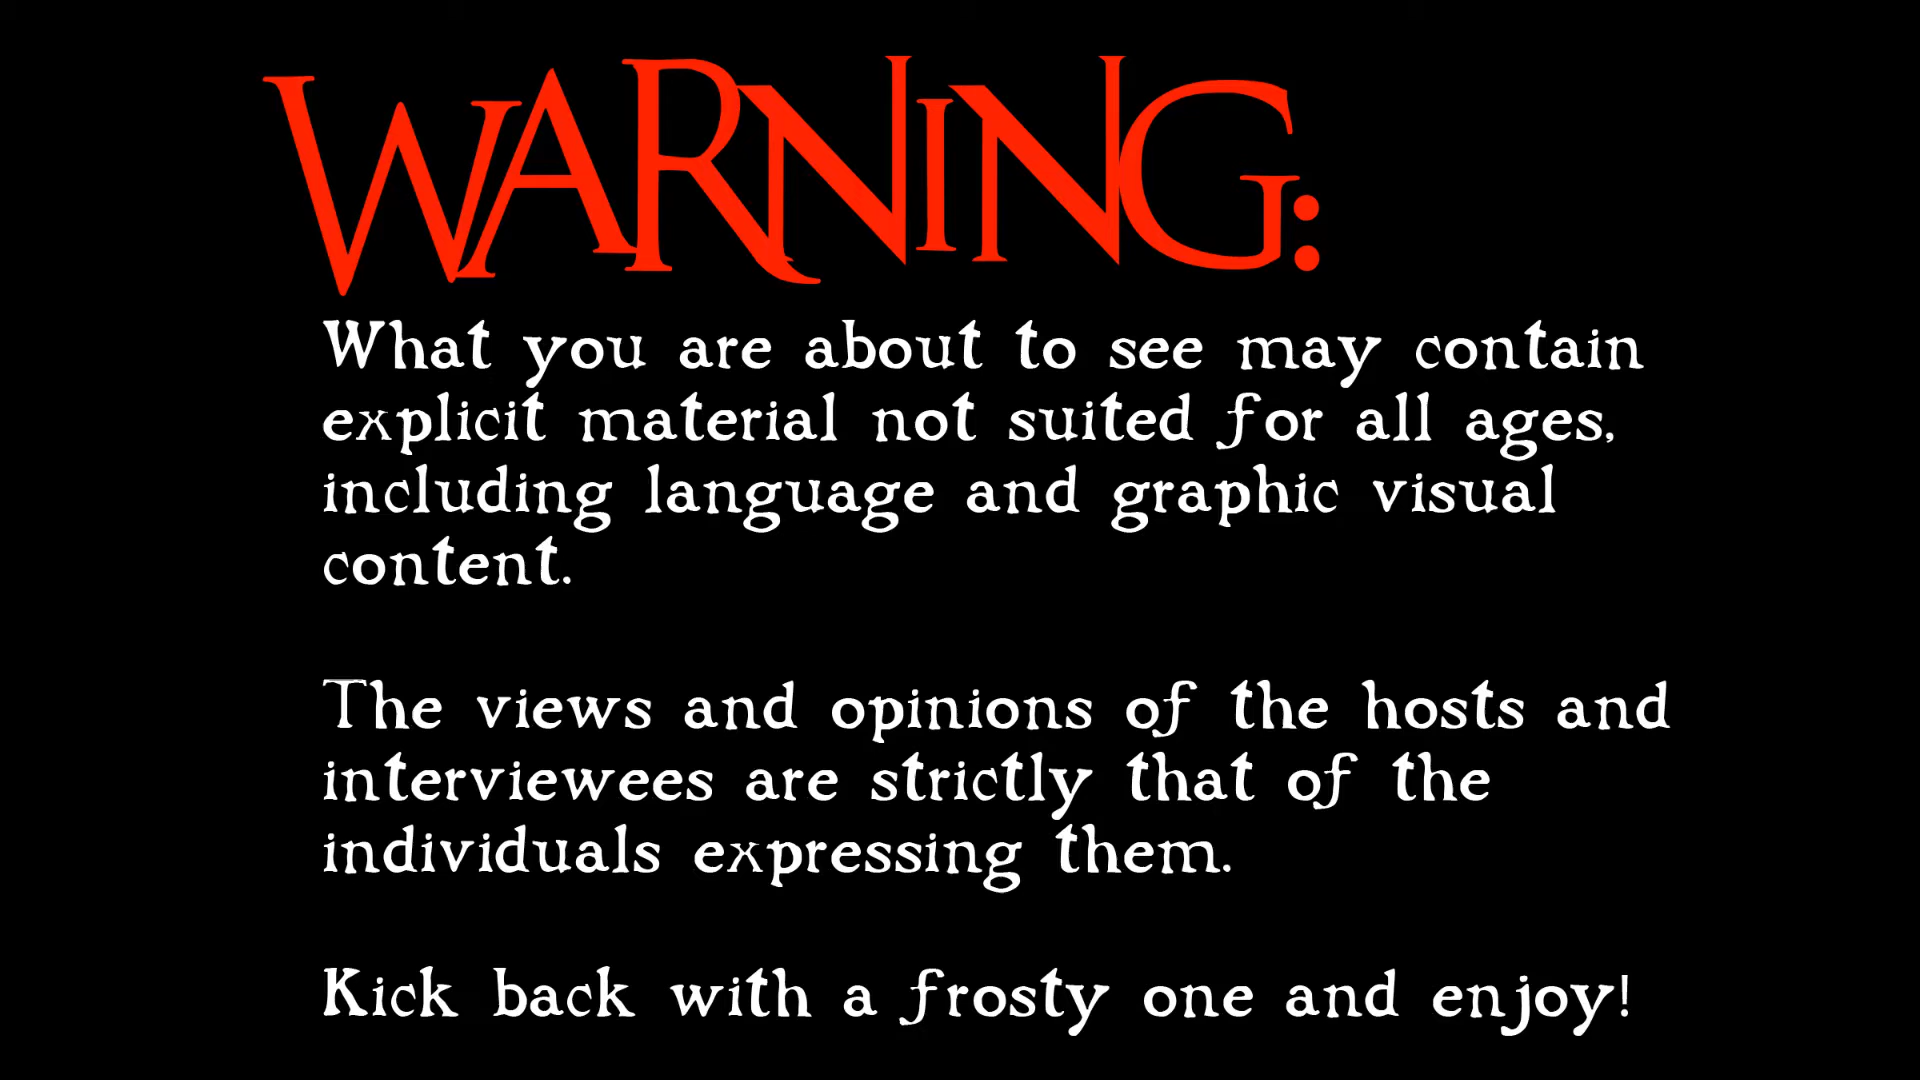 WARNING:
What you are about to see may contain
explicit material not suited for all ages,
including language and graphic visual
content.
The views and opinions of the hosts and
interviewees are strictly that of the
individuals expressing them.
Kick back with a frosty one and enjoy!